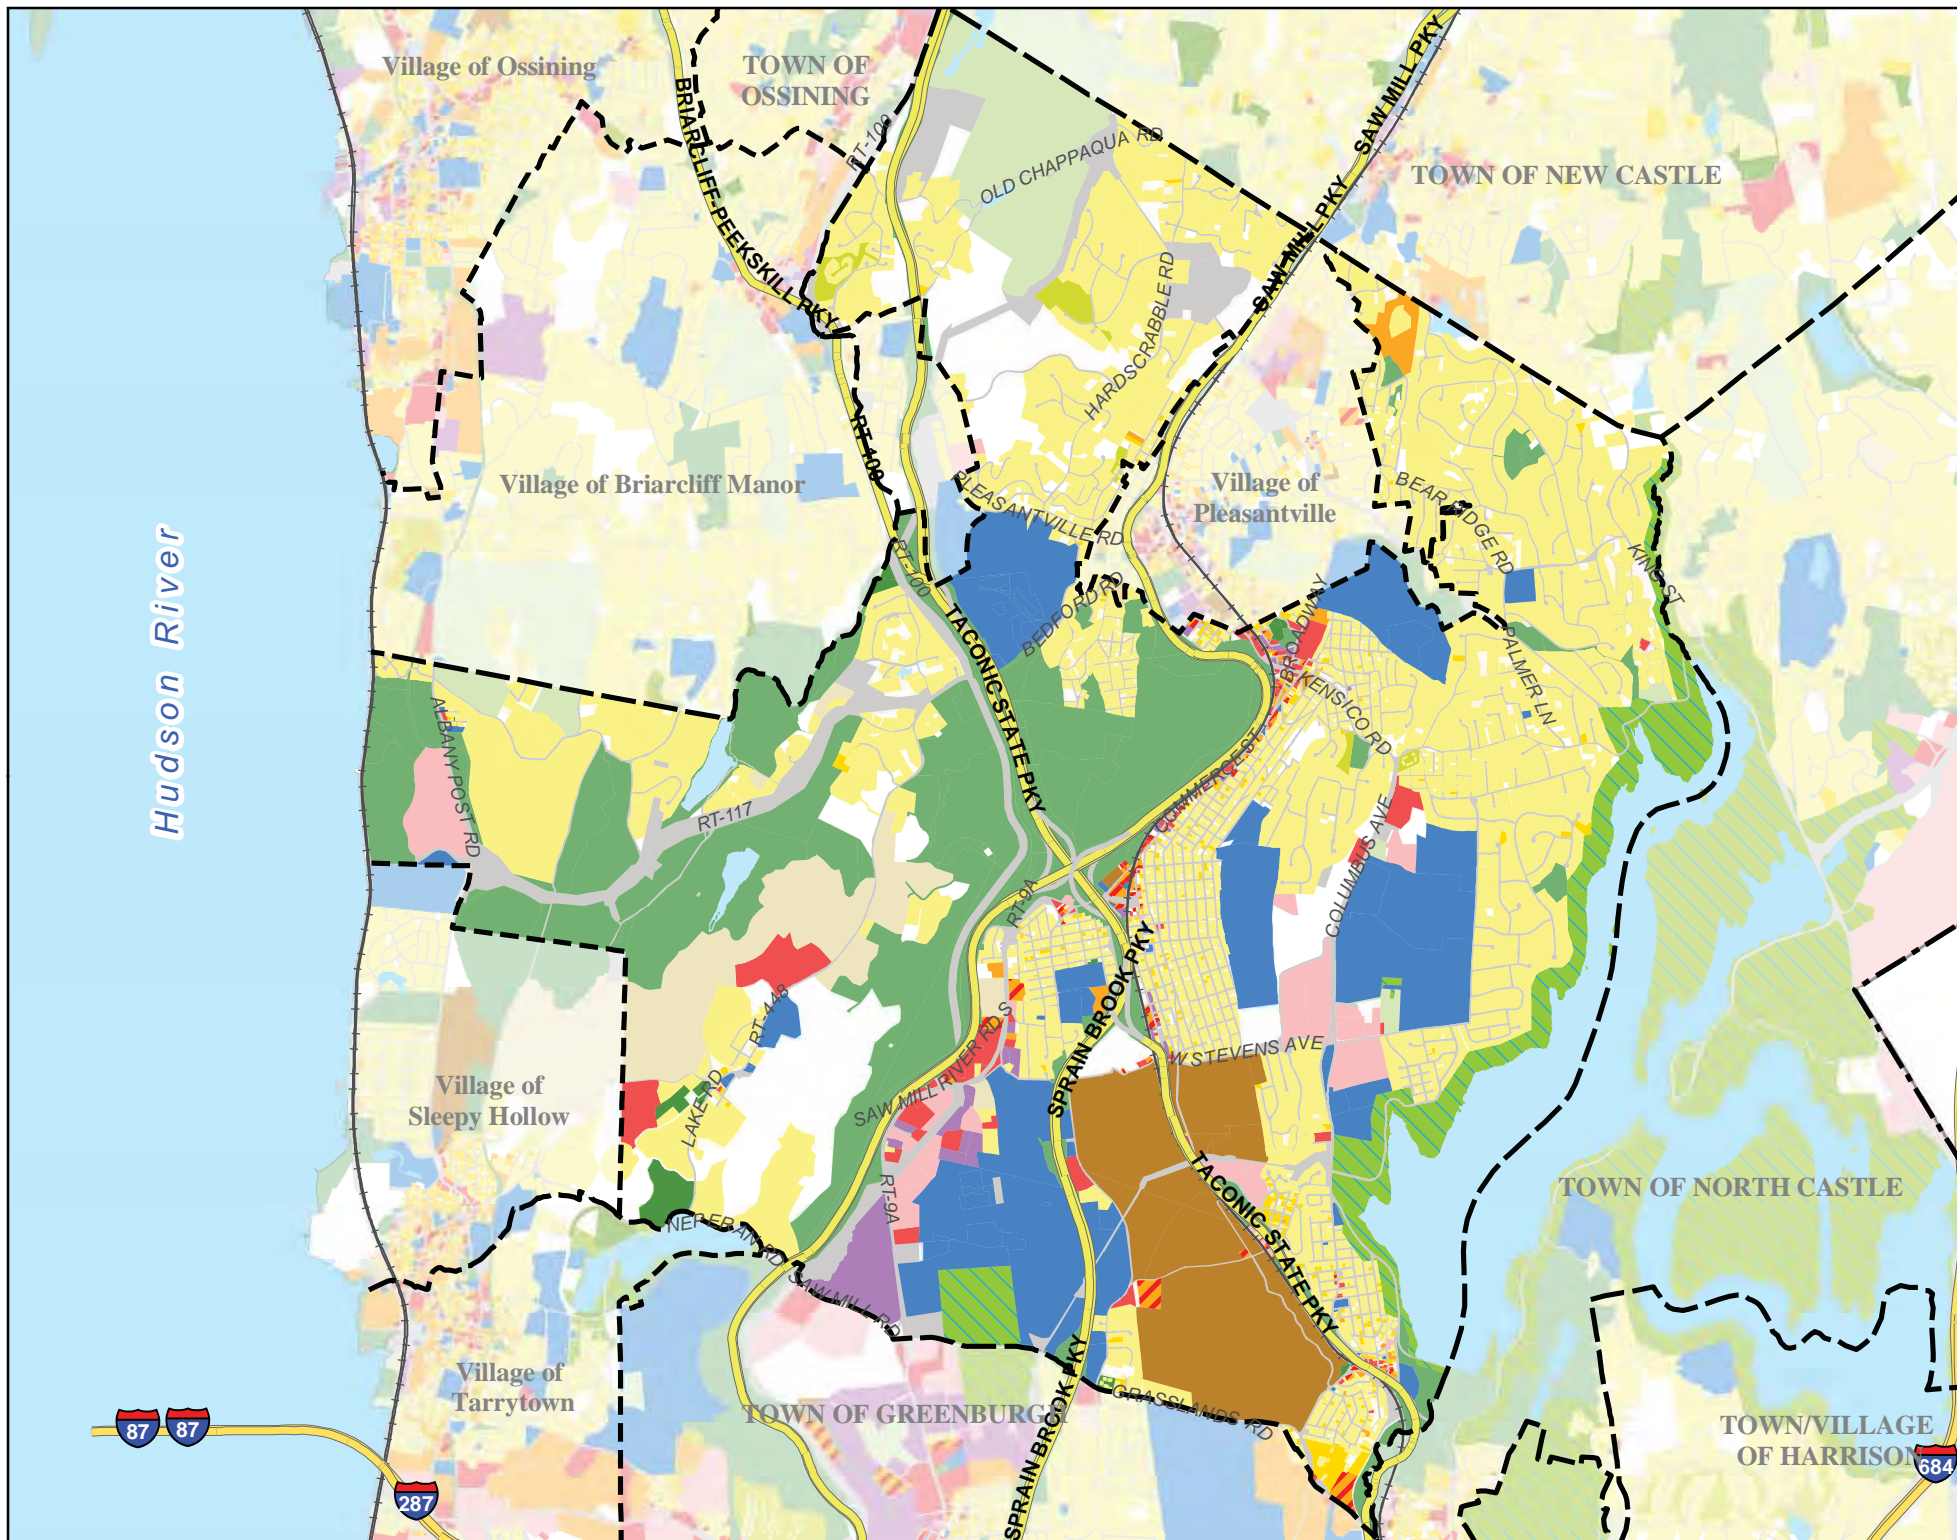 Village of Ossining
TOWN OF
OSSINING
SAW MILL PKY
BRIARCLIFF-PEEKSKILL PKY
RT-100
OLD CHAPPAQUA RD
TOWN OF NEW CASTLE
SAW MILL PKY
HARDSCRABBLE RD
RT-100
Village of Briarcliff Manor
PLEASANTVILLE RD
Village of
Pleasantville
BEAR RIDGE RD
KING ST
RT-100
Hudson River
BEDFORD RD
BROADWAY
TACONIC STATE PKY
KENSICO RD
PALMER LN
ALBANY POST RD
RT-117
COMMERCE ST
COLUMBUS AVE
RT-9A
SPRAIN BROOK PKY
RT-448
SAW MILL RIVER RD S
W STEVENS AVE
Village of
Sleepy Hollow
LAKE RD
RT-9A
TACONIC STATE PKY
TOWN OF NORTH CASTLE
NEPERAN RD
SAW MILL RD
Village of
Tarrytown
TOWN OF GREENBURGH
SPRAIN BROOK PKY
GRASSLANDS RD
TOWN/VILLAGE
OF HARRISON
87
87
287
684